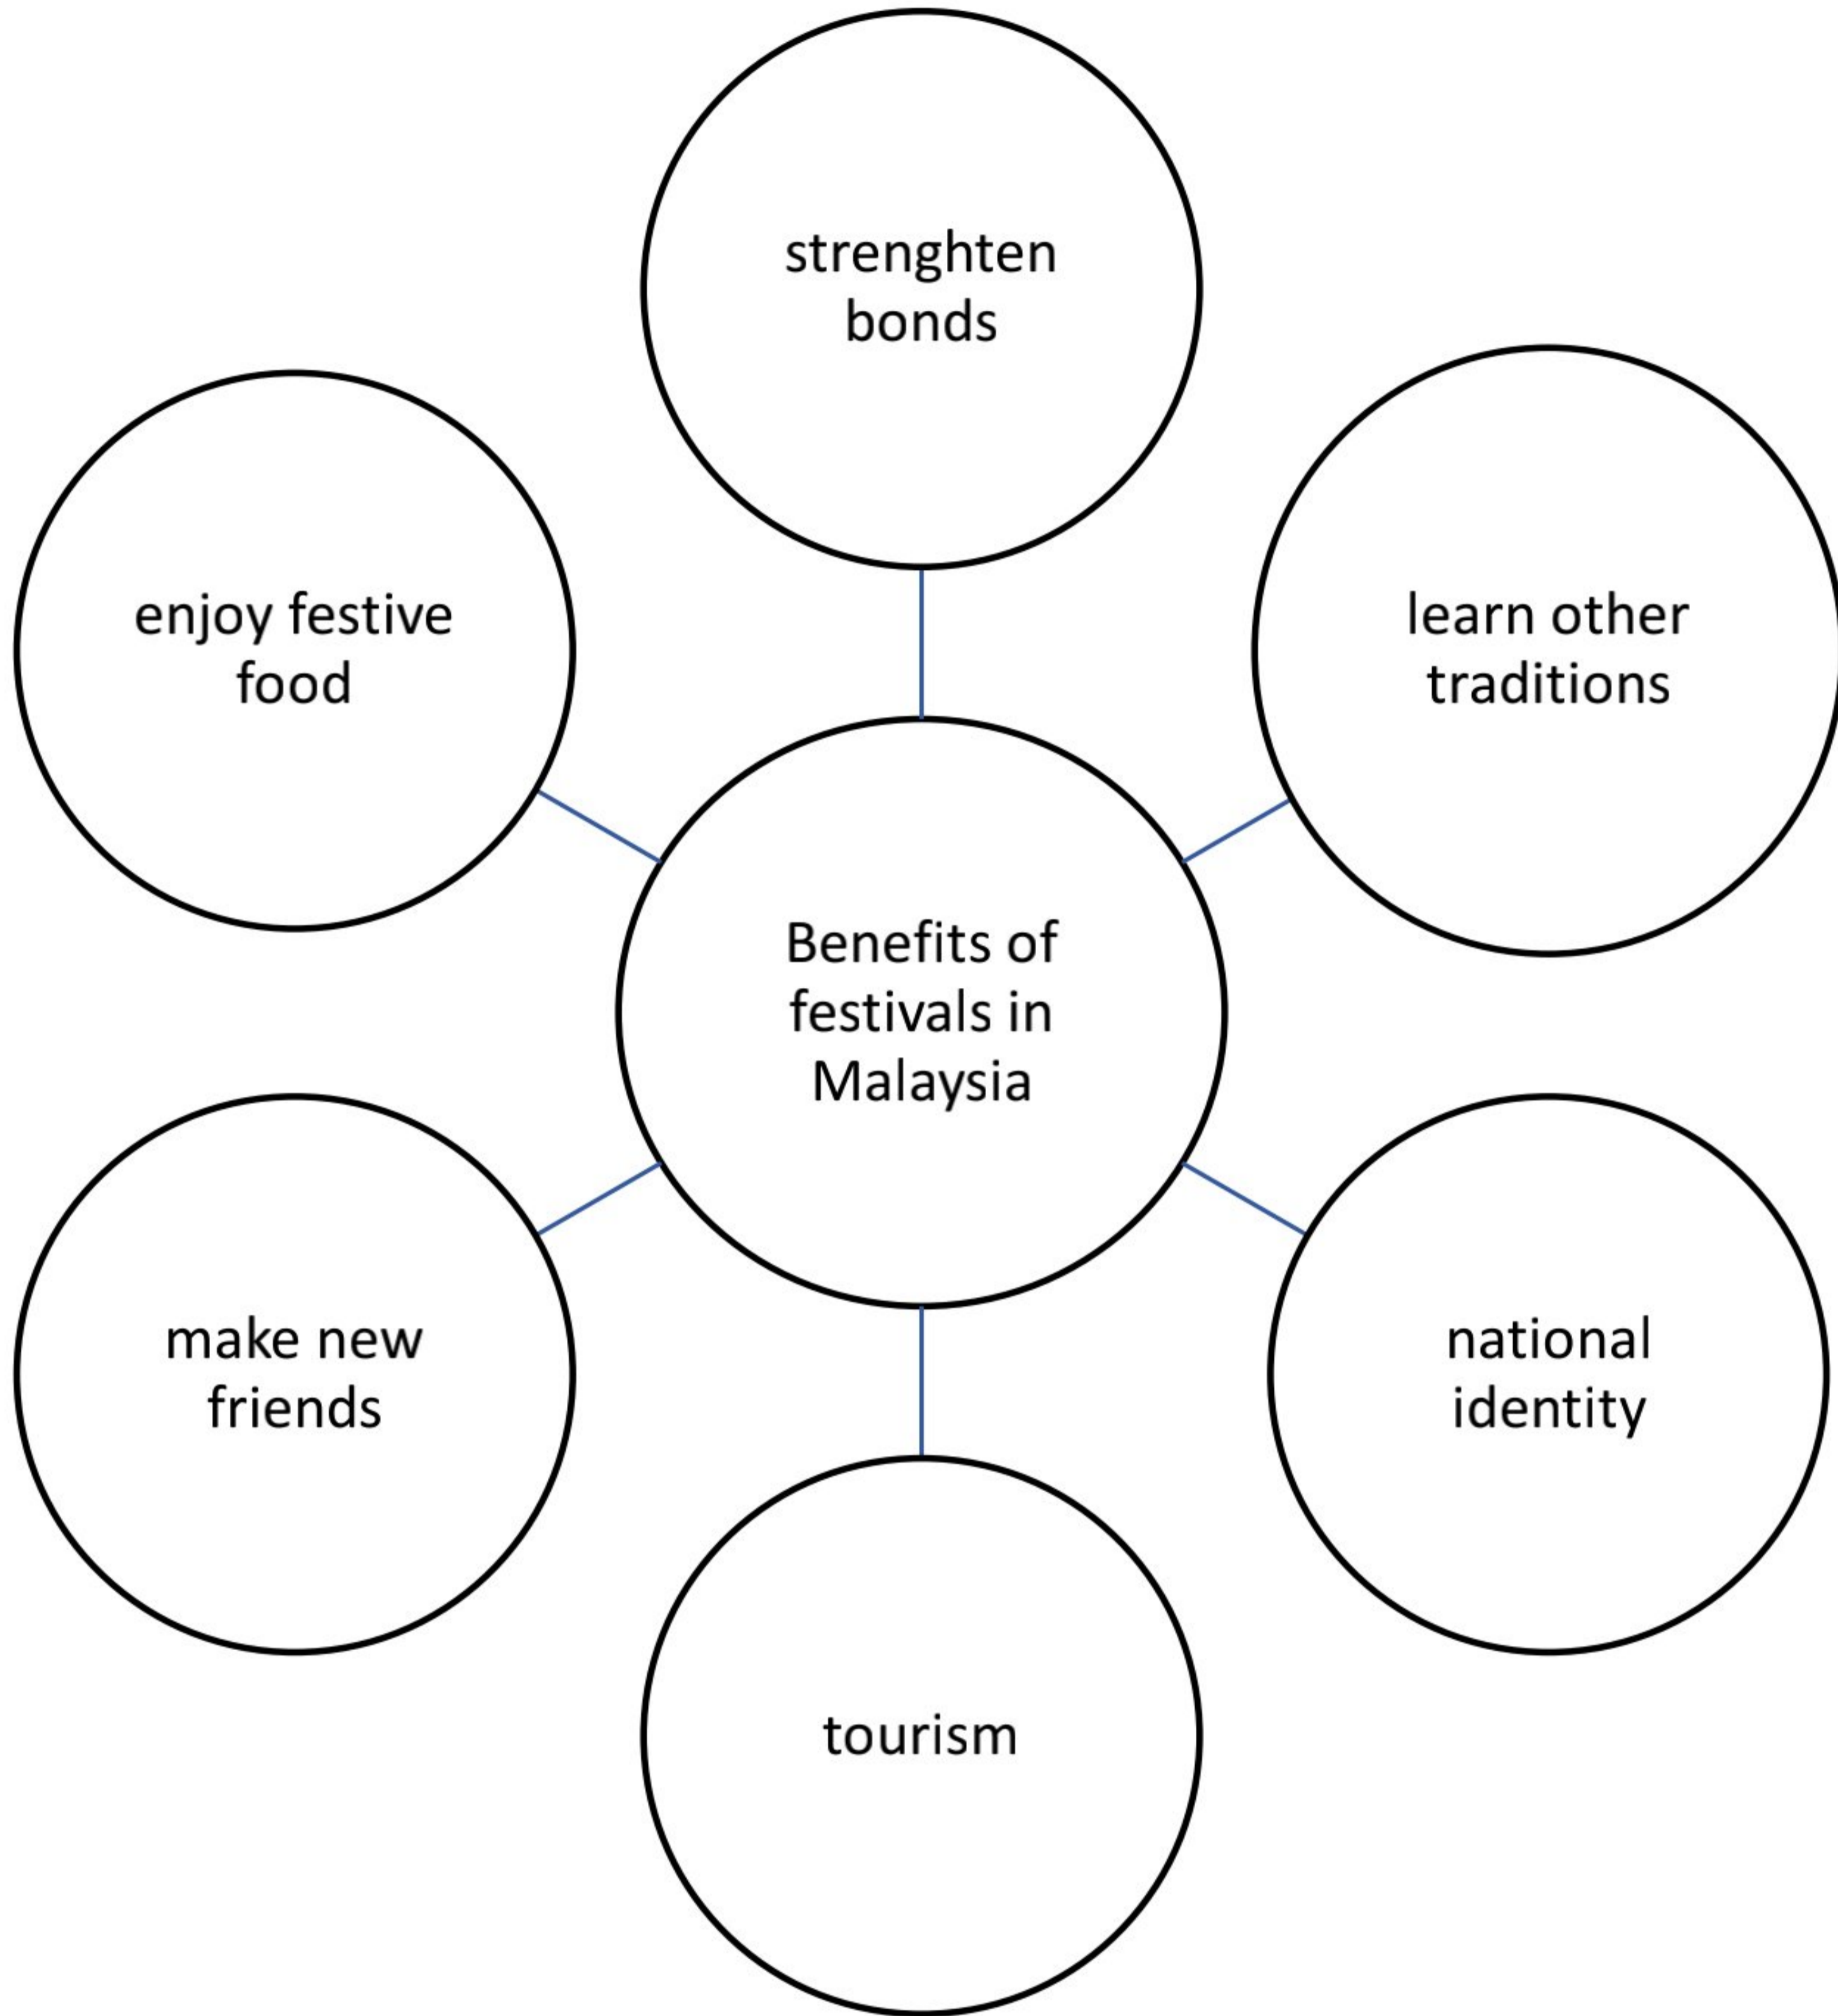 strenghten
bonds
enjoy festive
food
learn other
traditions
Benefits of
festivals in
Malaysia
make new
friends
national
identity
tourism